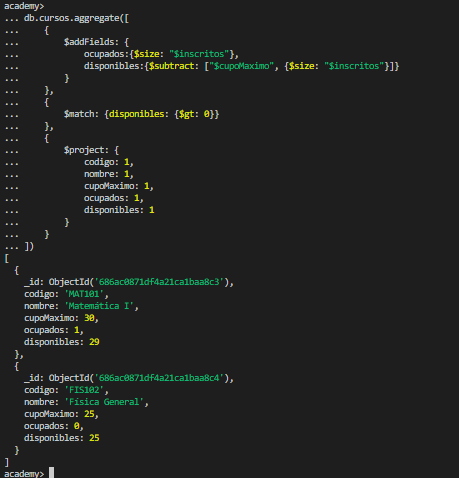 academy>
... db.cursos.aggregate([
...     {
...         $addFields: {
...             ocupados:{$size: "$inscritos"},
...             disponibles:{$subtract: ["$cupoMaximo", {$size: "$inscritos"}]}
...         }
...     },
...     {
...         $match: {disponibles: {$gt: 0}}
...     },
...     {
...         $project: {
...             codigo: 1,
...             nombre: 1,
...             cupoMaximo: 1,
...             ocupados: 1,
...             disponibles: 1
...         }
...     }
... ])
[
  {
    _id: ObjectId('686ac0871df4a21ca1baa8c3'),
    codigo: 'MAT101',
    nombre: 'Matemática I',
    cupoMaximo: 30,
    ocupados: 1,
    disponibles: 29
  },
  {
    _id: ObjectId('686ac0871df4a21ca1baa8c4'),
    codigo: 'FIS102',
    nombre: 'Física General',
    cupoMaximo: 25,
    ocupados: 0,
    disponibles: 25
  }
]
academy>